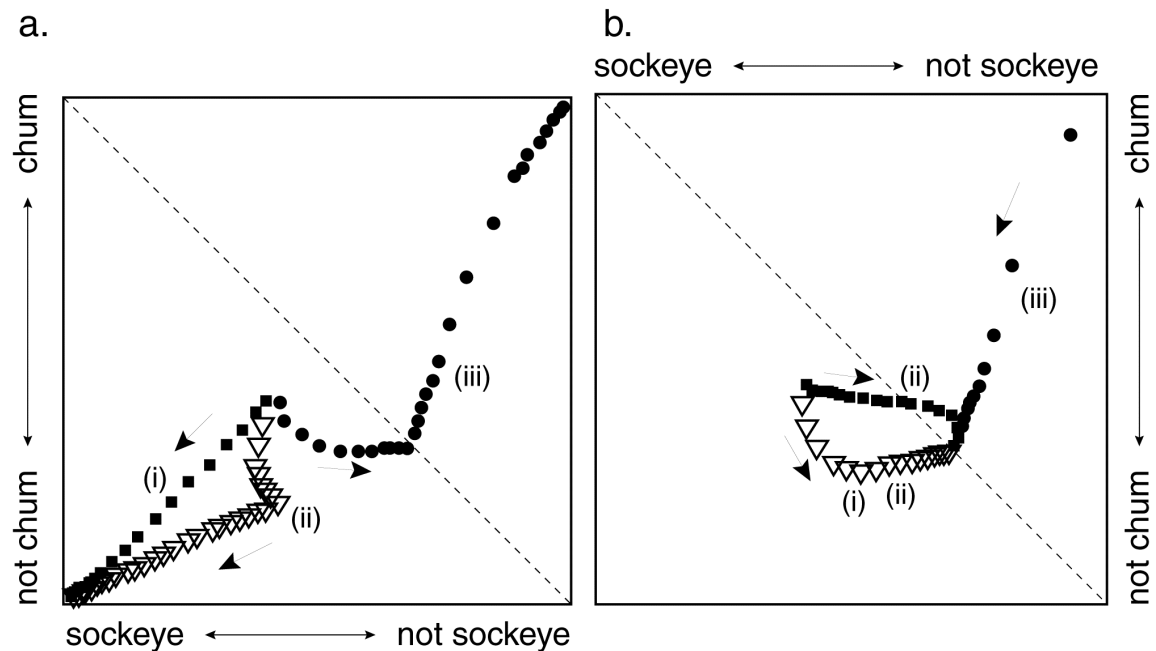 a.
chum
not chum
(i)
(ii)
(iii)
sockeye
not sockeye
b.
sockeye
not sockeye
chum
not chum
(iii)
(ii)
(i)
(ii)